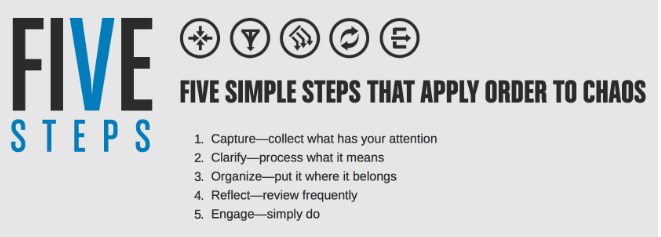 FIVE
STEPS
FIVE SIMPLE STEPS THAT APPLY ORDER TO CHAOS
1. Capture—collect what has your attention
2. Clarify—process what it means
3. Organize—put it where it belongs
4. Reflect—review frequently
5. Engage—simply do